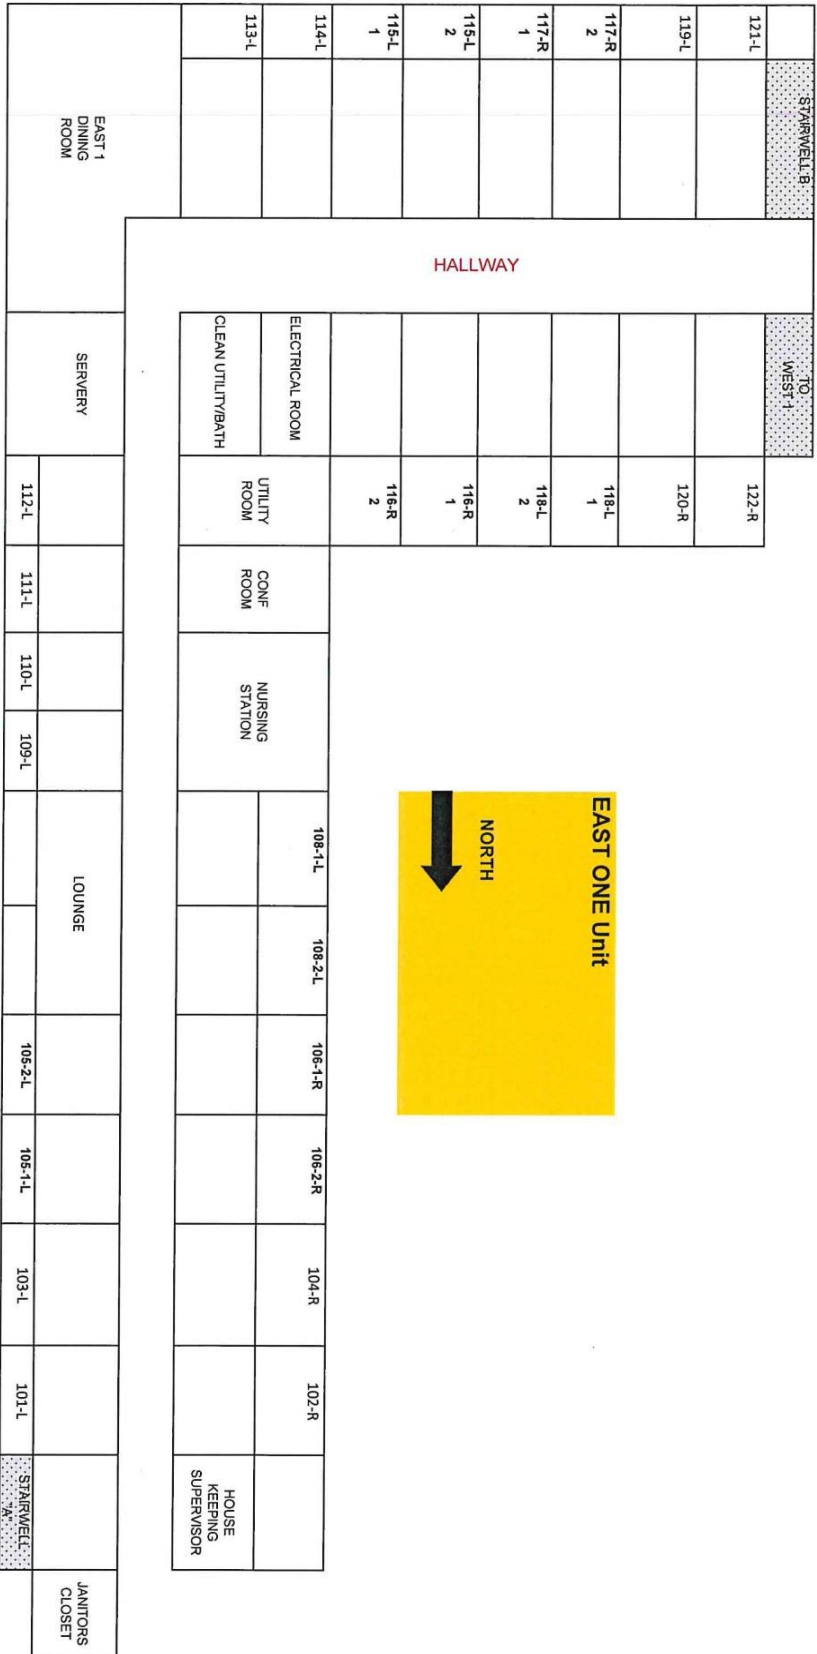 113-L
114-L
115-L
1
115-L
2
117-R
1
117-R
2
119-L
121-L
STAIRWELL B
EAST 1
DINING
ROOM
HALLWAY
SERVERY
CLEAN UTILITY/BATH
ELECTRICAL ROOM
TO
WEST 1
112-L
UTILITY
ROOM
116-R
2
116-R
1
118-L
2
118-L
1
120-R
122-R
111-L
CONF
ROOM
110-L
109-L
NURSING
STATION
EAST ONE Unit
NORTH
LOUNGE
108-1-L
108-2-L
105-2-L
106-1-R
105-1-L
106-2-R
103-L
104-R
101-L
102-R
STAIRWELL
"A"
HOUSE
KEEPING
SUPERVISOR
JANITORS
CLOSET